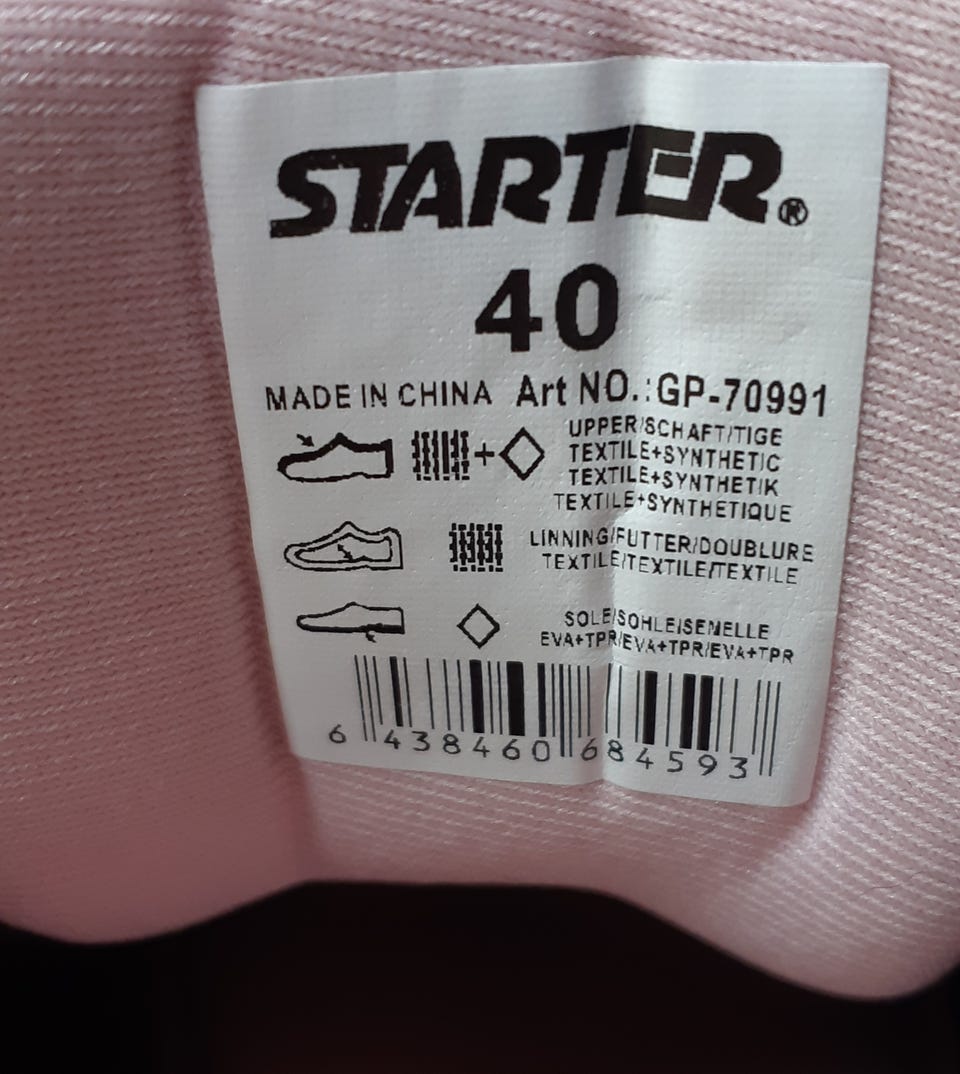 STARTER®
40
MADE IN CHINA Art NO.:GP-70991
UPPER/SCHAFT/TIGE
TEXTILE+SYNTHETIC
TEXTILE+SYNTHETIK
TEXTILE+SYNTHETIQUE
LINNING/FUTTER/DOUBLURE
TEXTILE/TEXTILE/TEXTILE
SOLE/SOHLE/SEMELLE
EVA+TPR/EVA+TPR/EVA+TPR
6 438460 684593